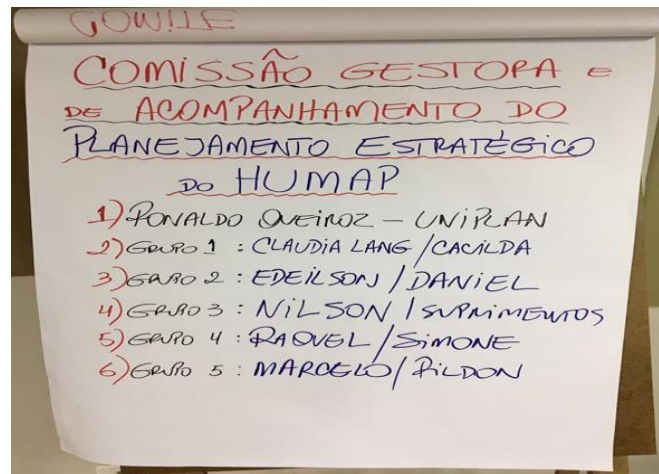 COMISSÃO GESTORA E
DE ACOMPANHAMENTO DO
PLANEJAMENTO ESTRATÉGICO
DO HUMAP
1) RONALDO QUEIROZ - UNIPLAN
2) GRUPO 1 : CLAUDIA LANG / CACILDA
3) GRUPO 2 : EDEILSON / DANIEL
4) GRUPO 3 : NILSON / SUPRIMENTOS
5) GRUPO 4 : RAQUEL / SIMONE
6) GRUPO 5 : MARCELO /